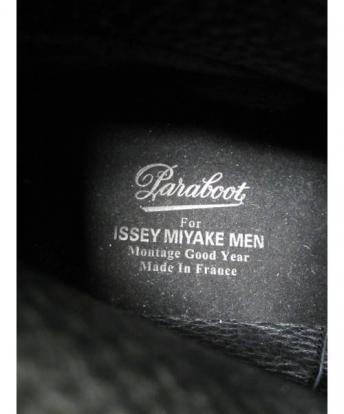 Paraboot
For
ISSEY MIYAKE MEN
Montage Good Year
Made In France